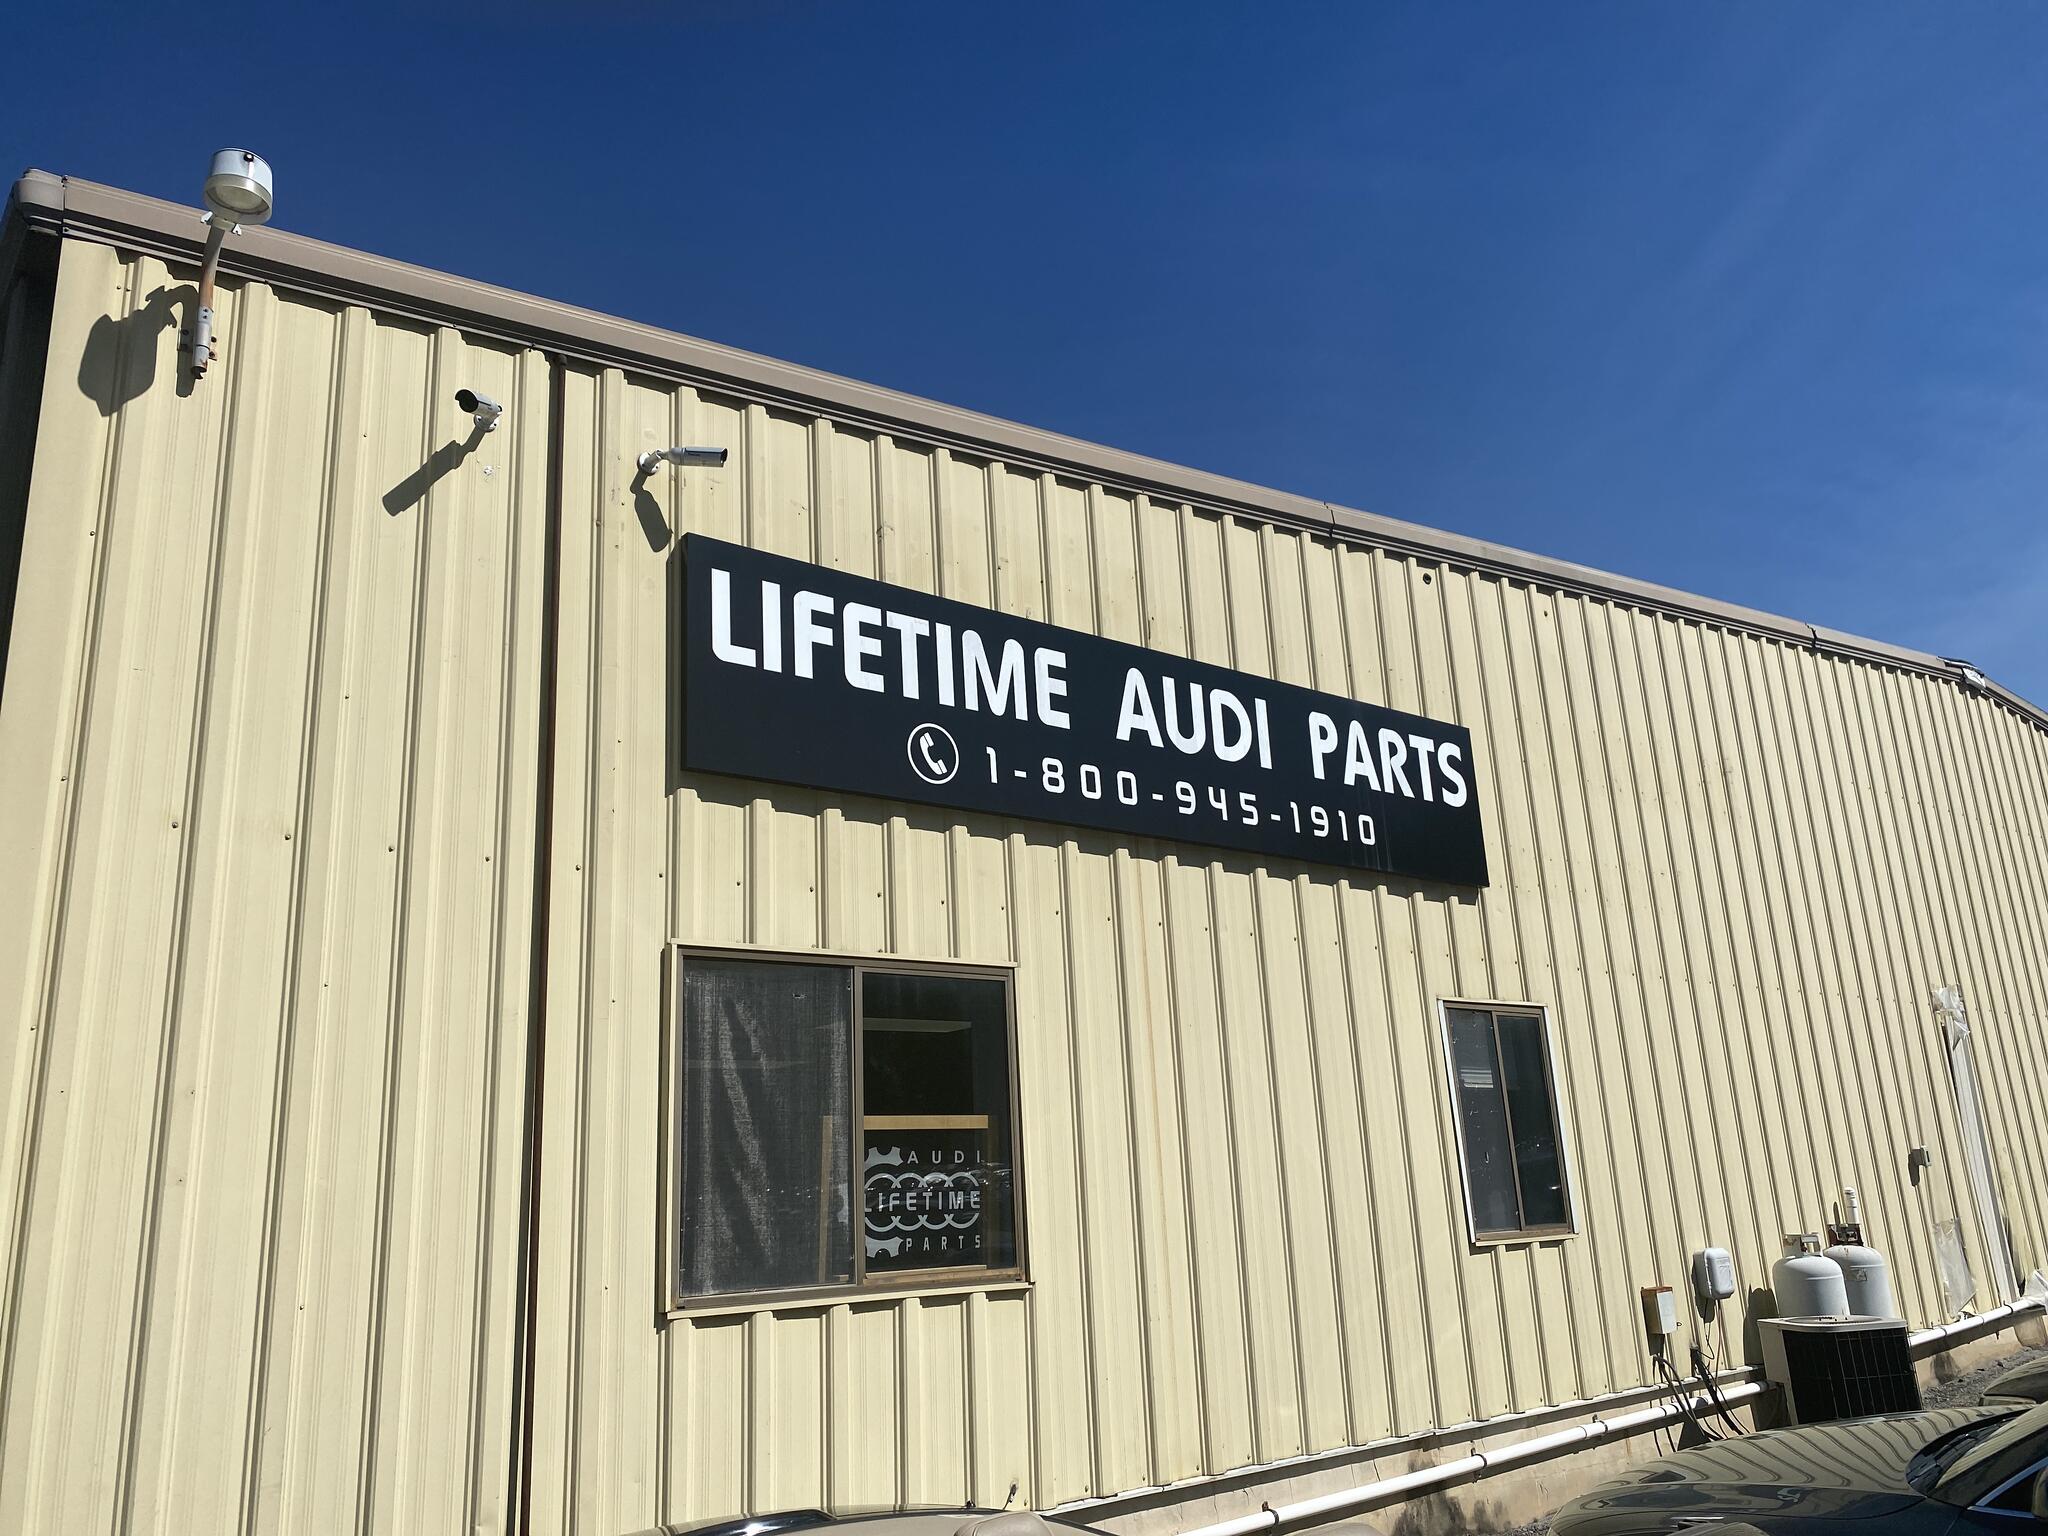 LIFETIME AUDI PARTS
1-800-945-1910
AUDI
LIFETIME
PARTS